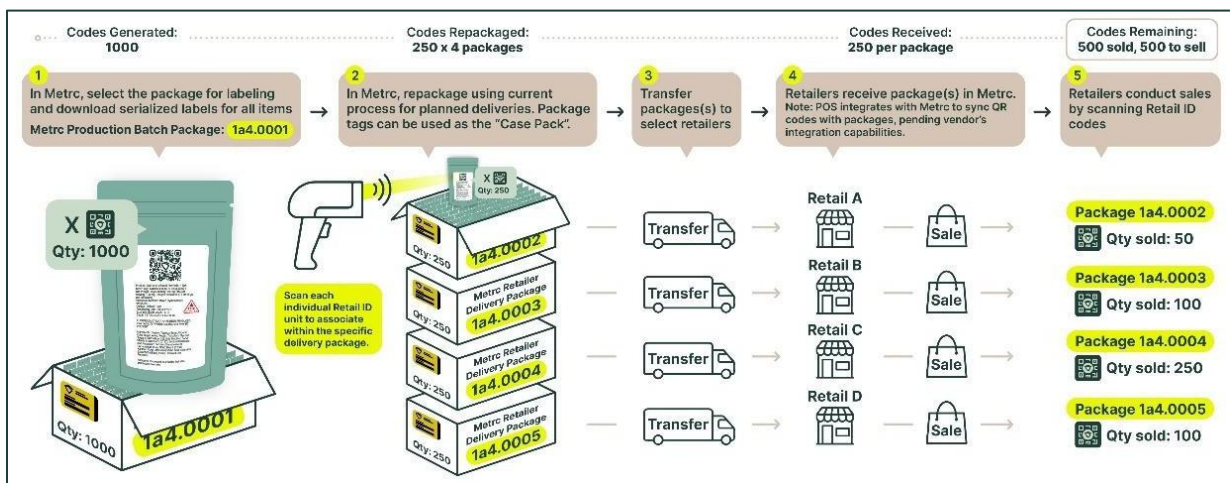 Codes Generated:
1000
Codes Repackaged:
250 x 4 packages
Codes Received:
250 per package
Codes Remaining:
500 sold, 500 to sell
1
In Metrc, select the package for labeling
and download serialized labels for all items
Metrc Production Batch Package: 1a4.0001
2
In Metrc, repackage using current
process for planned deliveries. Package
tags can be used as the “Case Pack”.
3
Transfer
packages(s) to
select retailers
4
Retailers receive package(s) in Metrc.
Note: POS integrates with Metrc to sync QR
codes with packages, pending vendor’s
integration capabilities.
5
Retailers conduct sales
by scanning Retail ID
codes
X
Qty: 1000
Qty: 1000
1a4.0001
Scan each
individual Retail ID
unit to associate
within the specific
delivery package.
X
Qty: 250
Qty: 250
1a4.0002
Metrc Retailer
Delivery Package
Qty: 250
1a4.0003
Metrc Retailer
Delivery Package
Qty: 250
1a4.0004
Metrc Retailer
Delivery Package
Qty: 250
1a4.0005
Transfer
Retail A
Sale
Package 1a4.0002
Qty sold: 50
Transfer
Retail B
Sale
Package 1a4.0003
Qty sold: 100
Transfer
Retail C
Sale
Package 1a4.0004
Qty sold: 250
Transfer
Retail D
Sale
Package 1a4.0005
Qty sold: 100